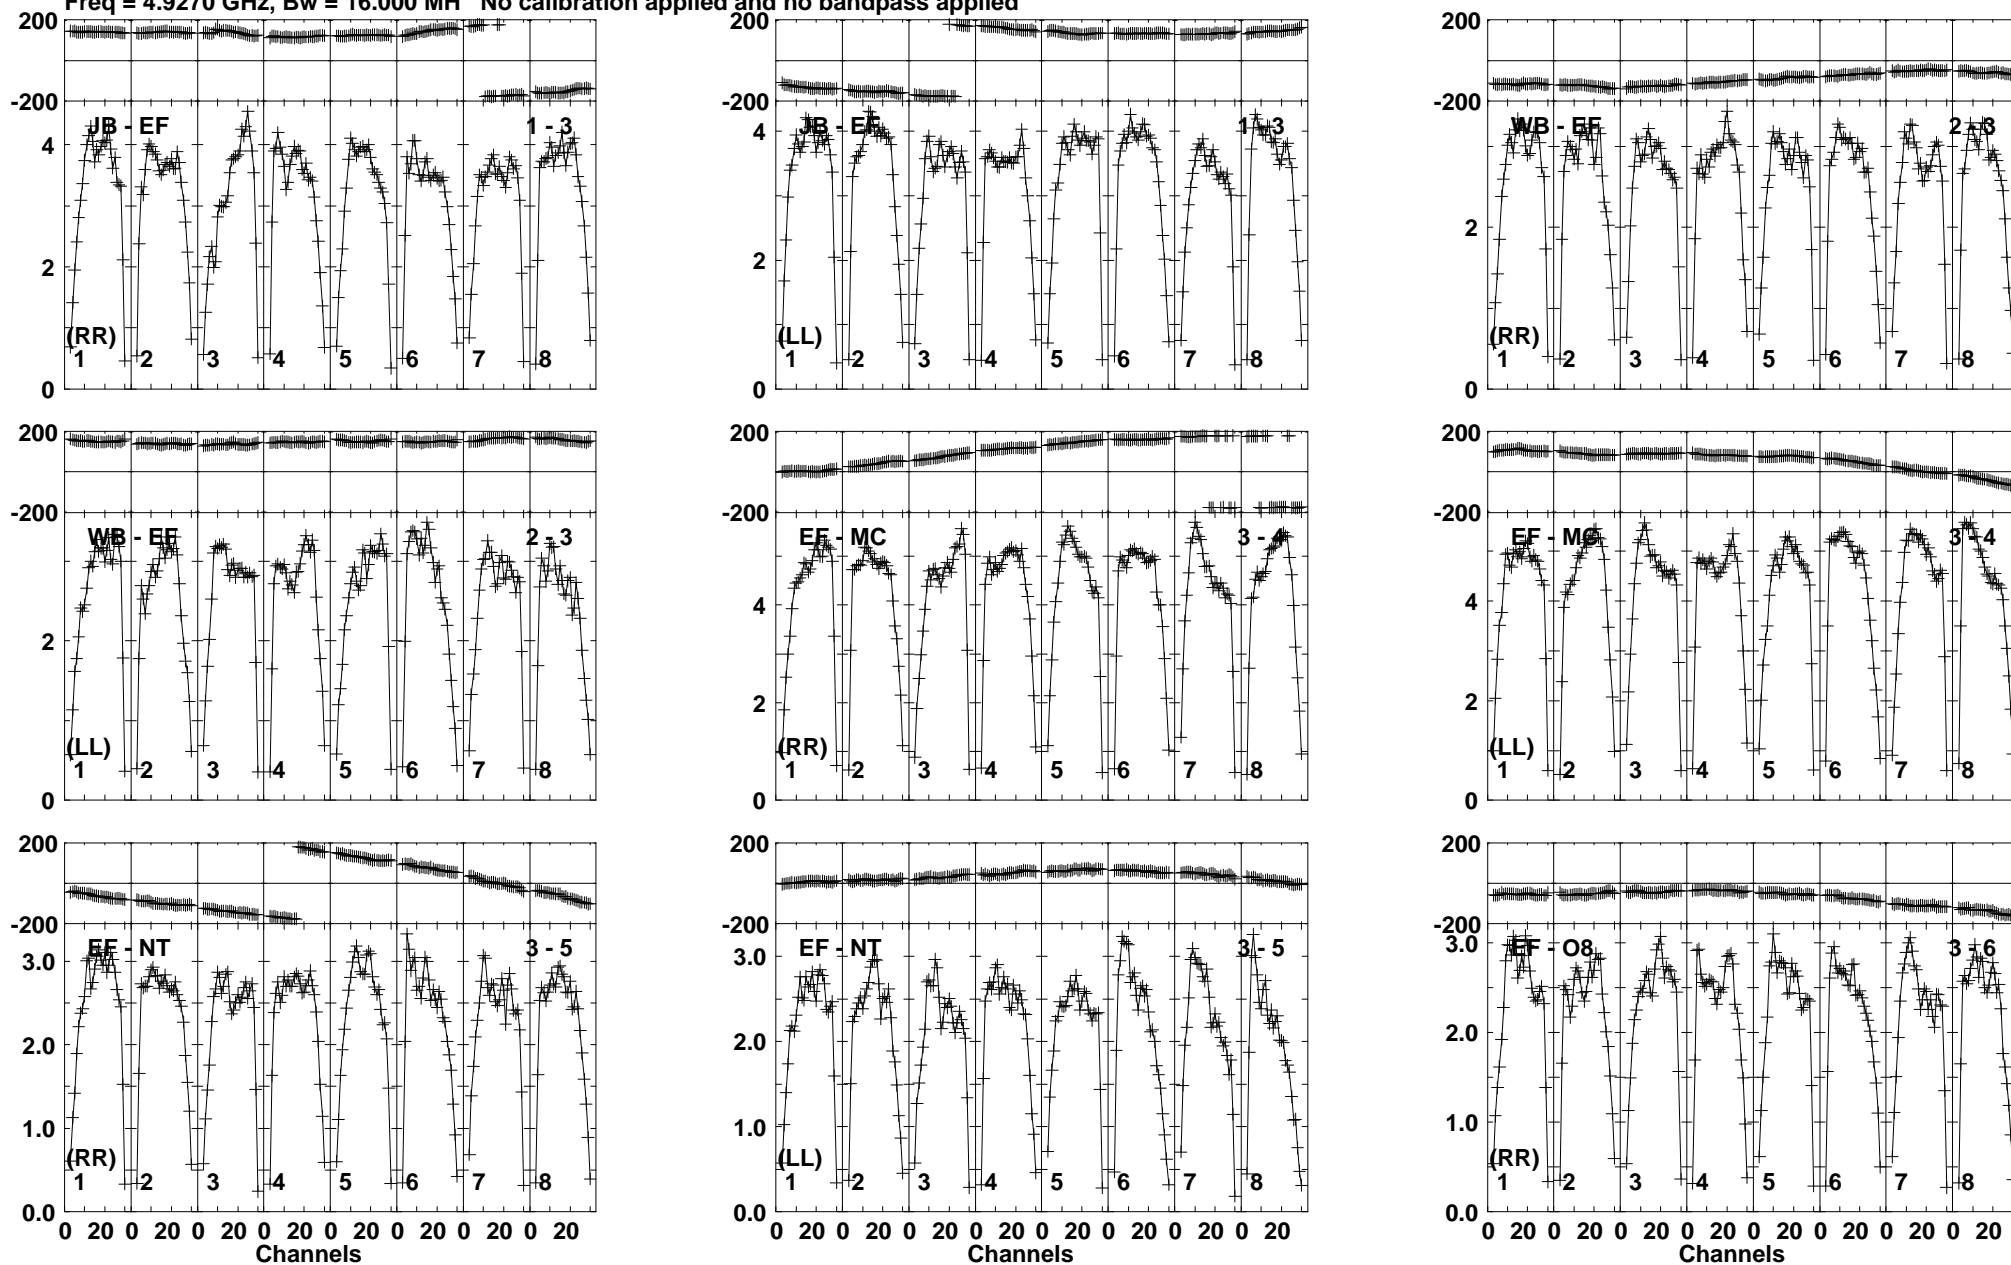 Freq = 4.9270 GHz, Bw = 16.000 MH No calibration applied and no bandpass applied
200 200 200
-200 -200 -200
JB - EF 1 - 3 JB - EF 1 - 3 WB - EF 2 - 3
4 4
2 2 2
(RR) (LL) (RR)
1 2 3 4 5 6 7 8 1 2 3 4 5 6 7 8 1 2 3 4 5 6 7 8
0 0 0
200 200 200
-200 -200 -200
WB - EF 2 - 3 EF - MC 3 - 4 EF - MC 3 - 4
4 4
2 2 2
(LL) (RR) (LL)
1 2 3 4 5 6 7 8 1 2 3 4 5 6 7 8 1 2 3 4 5 6 7 8
0 0 0
200 200 200
-200 -200 -200
EF - NT 3 - 5 EF - NT 3 - 5 EF - O8 3 - 6
3.0 3.0 3.0
2.0 2.0 2.0
1.0 1.0 1.0
(RR) (LL) (RR)
1 2 3 4 5 6 7 8 1 2 3 4 5 6 7 8 1 2 3 4 5 6 7 8
0.0 0.0 0.0
0 20 0 20 0 20 0 20 0 20 0 20 0 20 0 20 0 20 0 20 0 20 0 20 0 20 0 20 0 20 0 20 0 20 0 20 0 20 0 20 0 20 0 20 0 20 0 20
Channels Channels Channels